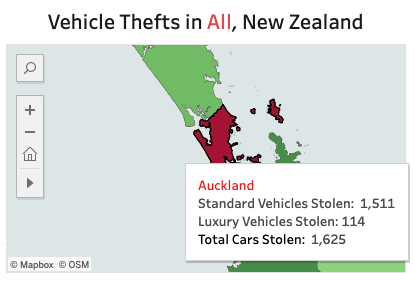 Vehicle Thefts in All, New Zealand
Auckland
Standard Vehicles Stolen: 1,511
Luxury Vehicles Stolen: 114
Total Cars Stolen: 1,625
© Mapbox © OSM